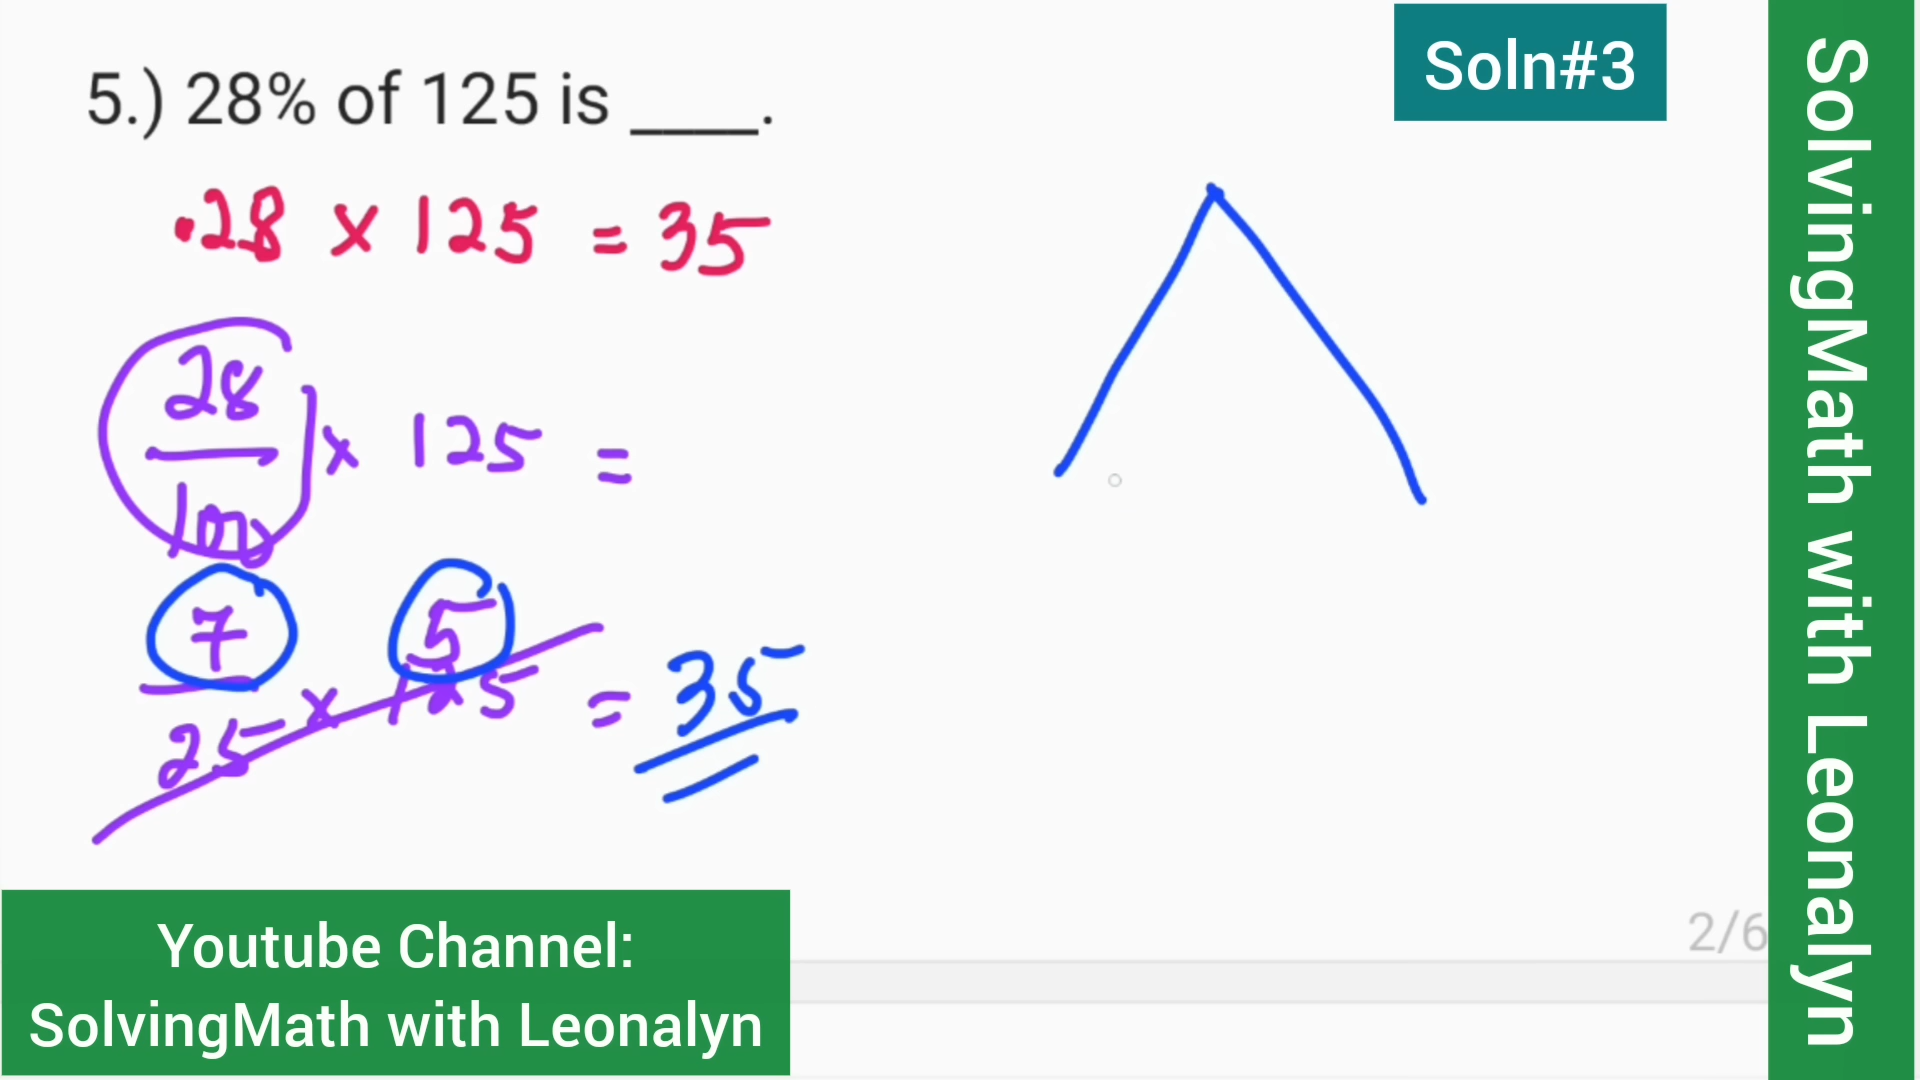 Soln#3
5.) 28% of 125 is ____.
.28 x 125 = 35
28
100
x 125 =
7
25
x 125
5
= 35
2/6
Youtube Channel:
SolvingMath with Leonalyn
SolvingMath with Leonalyn